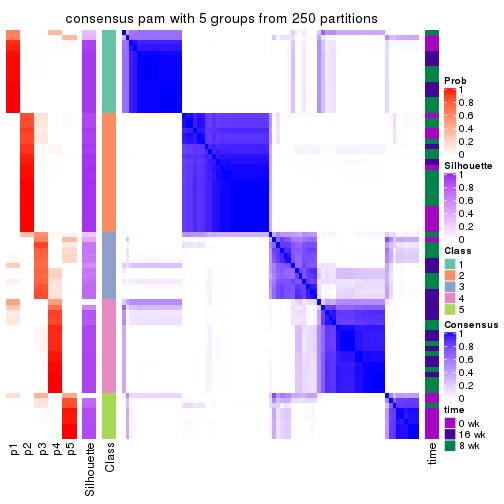 consensus pam with 5 groups from 250 partitions
Prob
1
0.8
0.6
0.4
0.2
0
Silhouette
1
0.8
0.6
0.4
0.2
0
Class
1
2
3
4
5
Consensus
1
0.8
0.6
0.4
0.2
0
time
0 wk
16 wk
8 wk
p1
p2
p3
p4
p5
Silhouette
Class
time